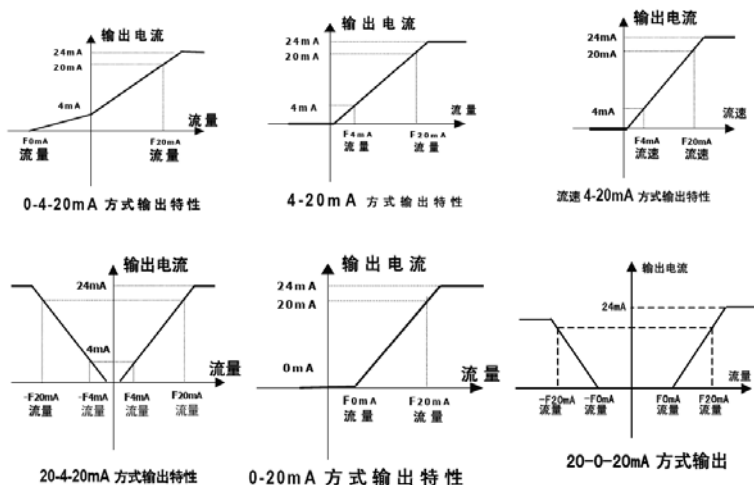 输出电流
24mA
20mA
4mA
流量
F0mA
流量
F20mA
流量
0-4-20mA 方式输出特性
输出电流
24mA
20mA
4mA
流量
F4mA
流量
F20mA
流量
4-20mA 方式输出特性
输出电流
24mA
20mA
4mA
流速
F4mA
流速
F20mA
流速
流速4-20mA方式输出特性
输出电流
24mA
4mA
流量
-F20mA
流量
-F4mA
流量
F4mA
流量
F20mA
流量
20-4-20mA 方式输出特性
输出电流
24mA
20mA
0mA
流量
F0mA
流量
F20mA
流量
0-20mA 方式输出特性
输出电流
24mA
流量
-F20mA
流量
-F0mA
流量
F0mA
流量
F20mA
流量
20-0-20mA 方式输出